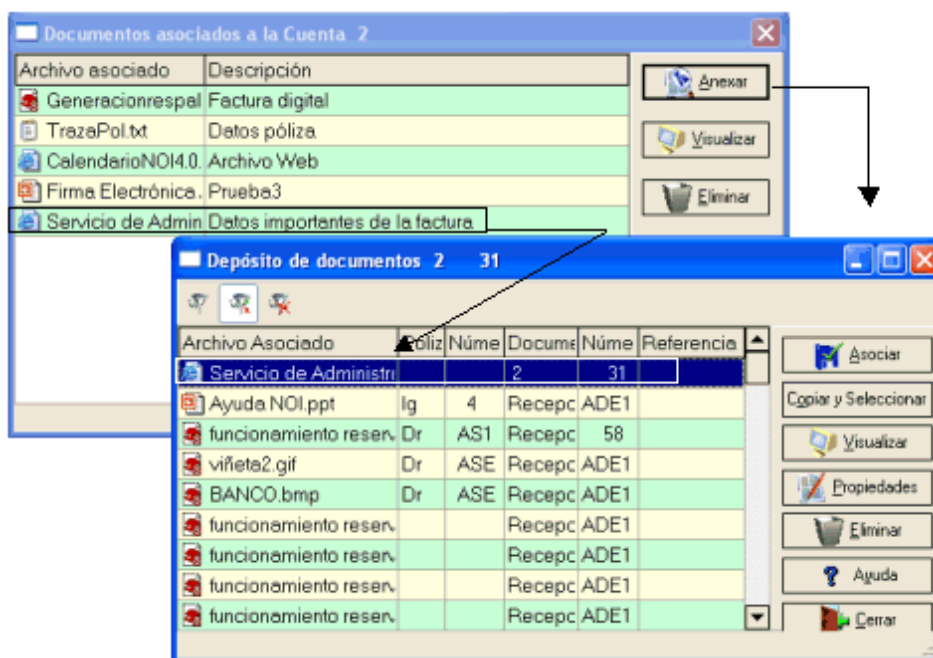 Documentos asociados a la Cuenta 2
Archivo asociado Descripción
Generacionrespal Factura digital
TrazaPol.txt Datos póliza
CalendarioNOI4.0. Archivo Web
Firma Electrónica. Prueba3
Servicio de Admin Datos importantes de la factura
Anexar
Visualizar
Eliminar
Depósito de documentos 2 31
Archivo Asociado Póliz Núme Docume Núme Referencia
Servicio de Administr 2 31
Ayuda NOI.ppt Ig 4 Recepc ADE1
funcionamiento reser Dr AS1 Recepc 58
viñeta2.gif Dr ASE Recepc ADE1
BANCO.bmp Dr ASE Recepc ADE1
funcionamiento reser Recepc ADE1
funcionamiento reser Recepc ADE1
funcionamiento reser Recepc ADE1
funcionamiento reser Recepc ADE1
Asociar
Copiar y Seleccionar
Visualizar
Propiedades
Eliminar
Ayuda
Cerrar